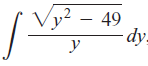 ∫ √(y² − 49) / y dy.